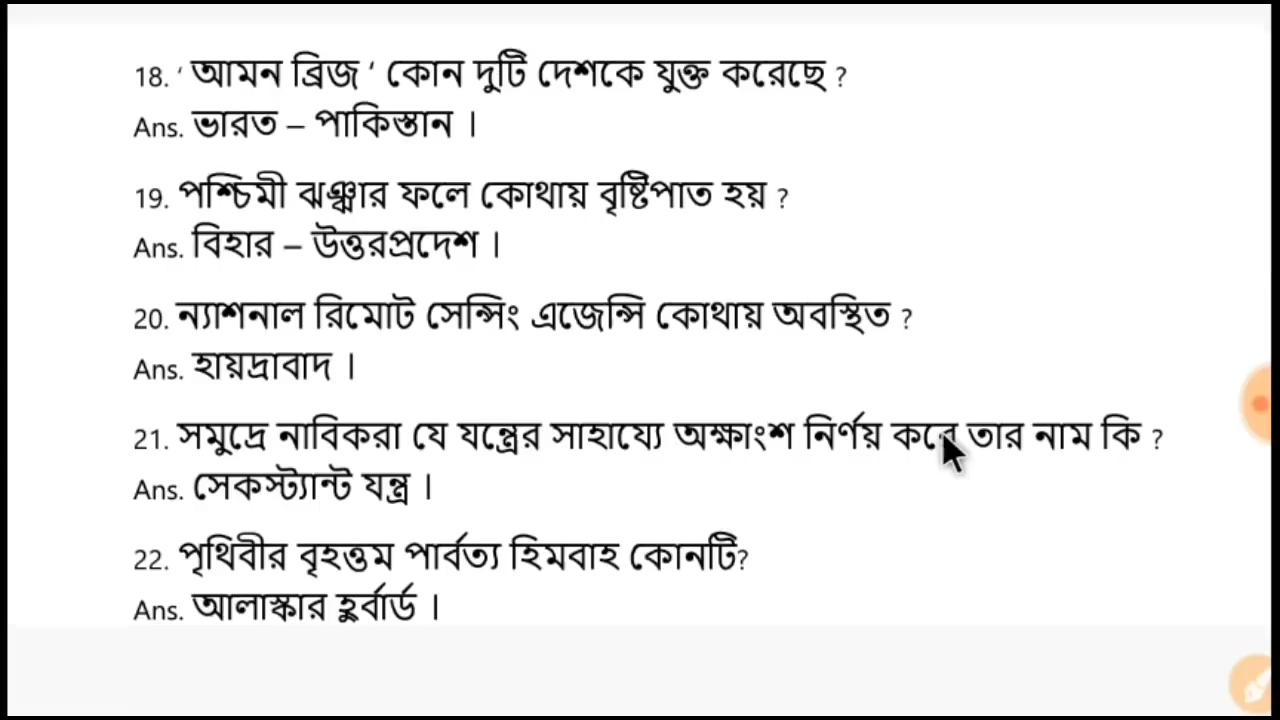 18. ‘ আমন ব্রিজ ‘ কোন দুটি দেশকে যুক্ত করেছে ?
Ans. ভারত – পাকিস্তান ।
19. পশ্চিমী ঝঞ্ঝার ফলে কোথায় বৃষ্টিপাত হয় ?
Ans. বিহার – উত্তরপ্রদেশ ।
20. ন্যাশনাল রিমোট সেন্সিং এজেন্সি কোথায় অবস্থিত ?
Ans. হায়দ্রাবাদ ।
21. সমুদ্রে নাবিকরা যে যন্ত্রের সাহায্যে অক্ষাংশ নির্ণয় করে তার নাম কি ?
Ans. সেকস্ট্যান্ট যন্ত্র ।
22. পৃথিবীর বৃহত্তম পার্বত্য হিমবাহ কোনটি?
Ans. আলাস্কার হুর্বার্ড ।